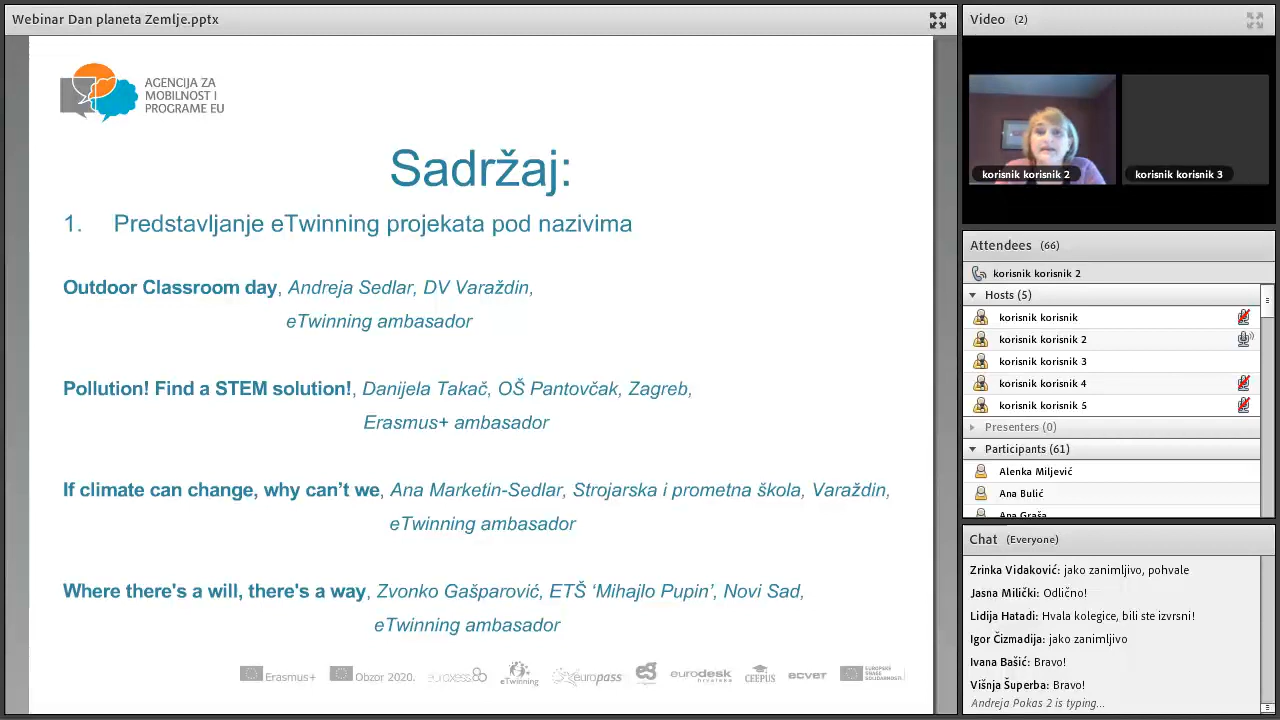 Webinar Dan planeta Zemlje.pptx
AGENCIJA ZA
MOBILNOST I
PROGRAME EU
Sadržaj:
1. Predstavljanje eTwinning projekata pod nazivima
Outdoor Classroom day, Andreja Sedlar, DV Varaždin,
eTwinning ambasador
Pollution! Find a STEM solution!, Danijela Takač, OŠ Pantovčak, Zagreb,
Erasmus+ ambasador
If climate can change, why can’t we, Ana Marketin-Sedlar, Strojarska i prometna škola, Varaždin,
eTwinning ambasador
Where there's a will, there's a way, Zvonko Gašparović, ETŠ ‘Mihajlo Pupin’, Novi Sad,
eTwinning ambasador
Erasmus+ Obzor 2020. euraxess eTwinning europass eurodesk hrvatska CEEPUS ECVET EUROPSKE SNAGE SOLIDARNOSTI
Video (2)
korisnik korisnik 2
korisnik korisnik 3
Attendees (66)
korisnik korisnik 2
Hosts (5)
korisnik korisnik
korisnik korisnik 2
korisnik korisnik 3
korisnik korisnik 4
korisnik korisnik 5
Presenters (0)
Participants (61)
Alenka Miljević
Ana Bulić
Ana Graša
Chat (Everyone)
Zrinka Vidaković: jako zanimljivo, pohvale
Jasna Milički: Odlično!
Lidija Hatadi: Hvala kolegice, bili ste izvrsni!
Igor Čizmadija: jako zanimljivo
Ivana Bašić: Bravo!
Višnja Šuperba: Bravo!
Andreja Pokas 2 is typing...